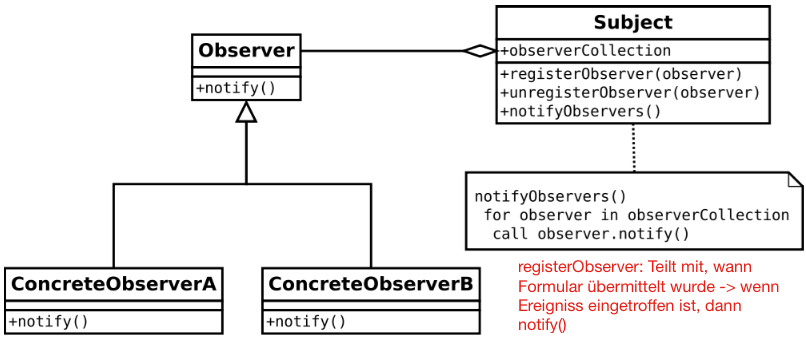 Subject
+observerCollection
+registerObserver(observer)
+unregisterObserver(observer)
+notifyObservers()
Observer
+notify()
notifyObservers()
for observer in observerCollection
call observer.notify()
ConcreteObserverA
+notify()
ConcreteObserverB
+notify()
registerObserver: Teilt mit, wann
Formular übermittelt wurde -> wenn
Ereigniss eingetroffen ist, dann
notify()